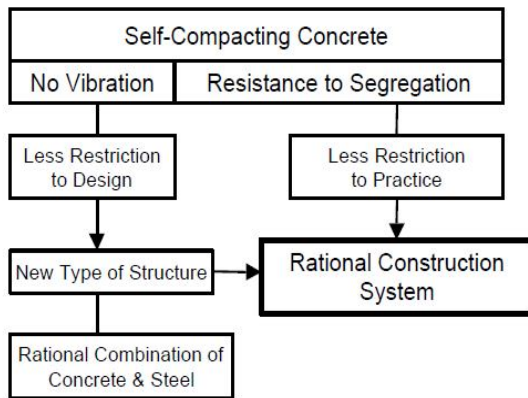 Self-Compacting Concrete
No Vibration
Resistance to Segregation
Less Restriction
to Design
Less Restriction
to Practice
New Type of Structure
Rational Construction
System
Rational Combination of
Concrete & Steel